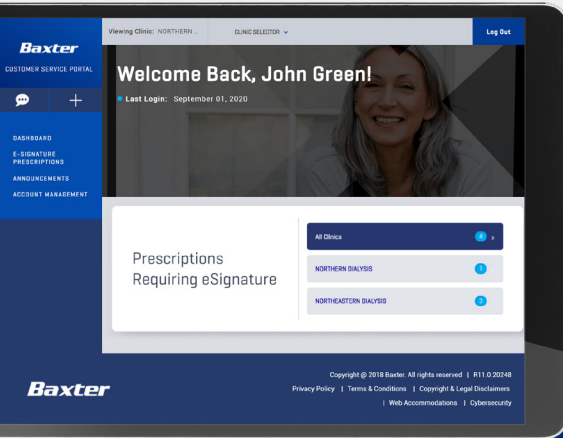 Baxter
CUSTOMER SERVICE PORTAL
DASHBOARD
E-SIGNATURE
PRESCRIPTIONS
ANNOUNCEMENTS
ACCOUNT MANAGEMENT
Viewing Clinic: NORTHERN ...
CLINIC SELECTOR
Log Out
Welcome Back, John Green!
Last Login: September 01, 2020
Prescriptions
Requiring eSignature
All Clinics 4 >
NORTHERN DIALYSIS 1
NORTHEASTERN DIALYSIS 3
Baxter
Copyright @ 2018 Baxter. All rights reserved | R11.0.20248
Privacy Policy | Terms & Conditions | Copyright & Legal Disclaimers
| Web Accommodations | Cybersecurity